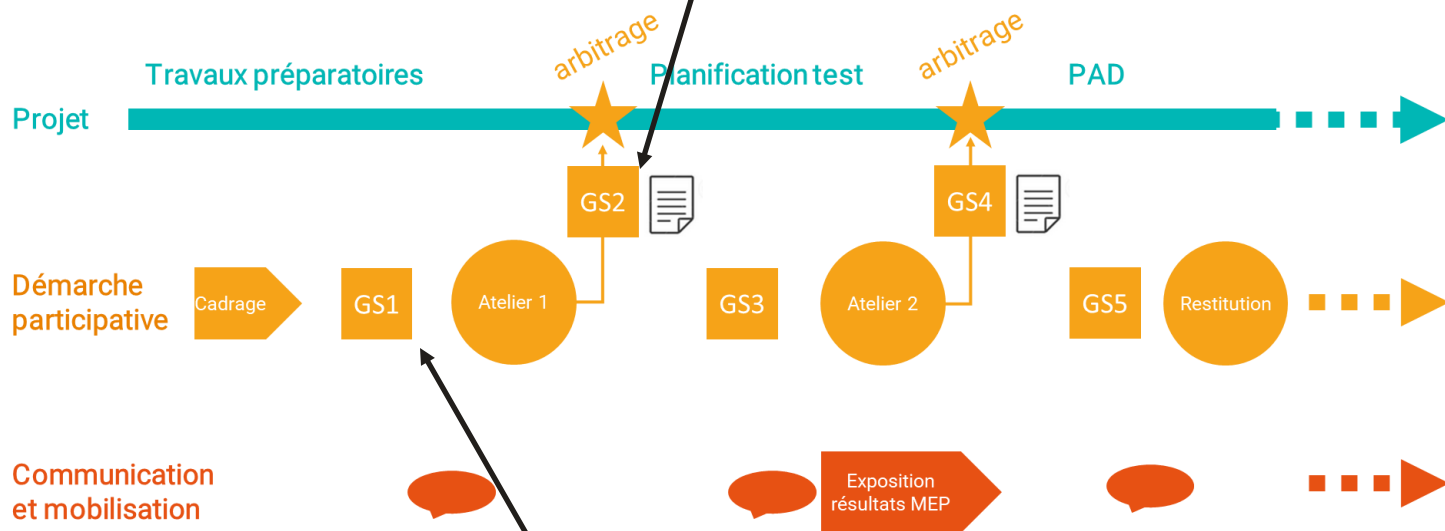 arbitrage
arbitrage
Travaux préparatoires
Planification test
PAD
Projet
GS2
GS4
Démarche
participative
Cadrage
GS1
Atelier 1
GS3
Atelier 2
GS5
Restitution
Communication
et mobilisation
Exposition
résultats MEP